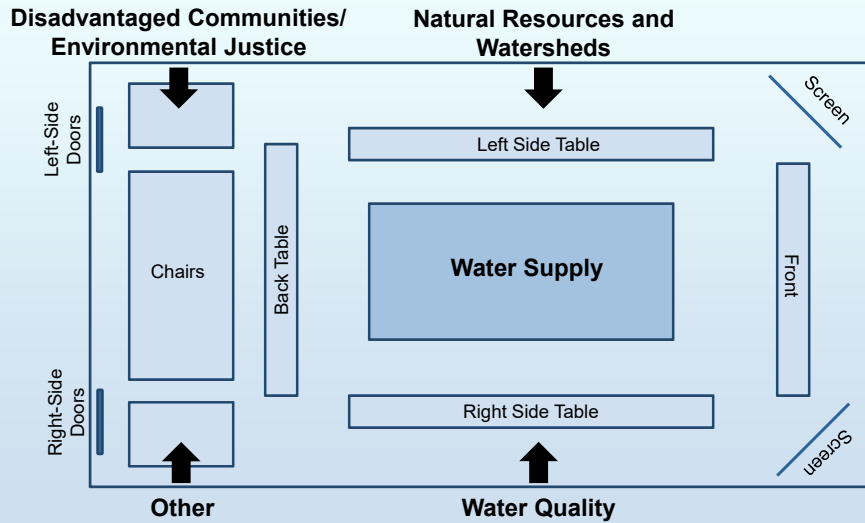 Disadvantaged Communities/
Environmental Justice
Natural Resources and
Watersheds
Left-Side
Doors
Screen
Left Side Table
Chairs
Back Table
Water Supply
Front
Right-Side
Doors
Right Side Table
Screen
Other
Water Quality